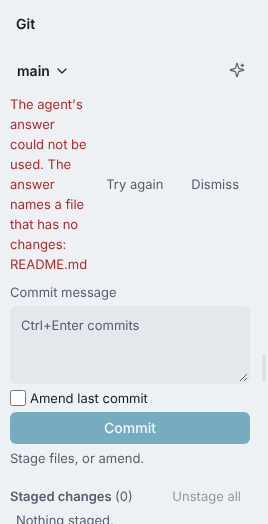 Git
main
The agent's
answer
could not be
used. The
answer Try again Dismiss
names a file
that has no
changes:
README.md
Commit message
Ctrl+Enter commits
Amend last commit
Commit
Stage files, or amend.
Staged changes (0) Unstage all
Nothing staged.